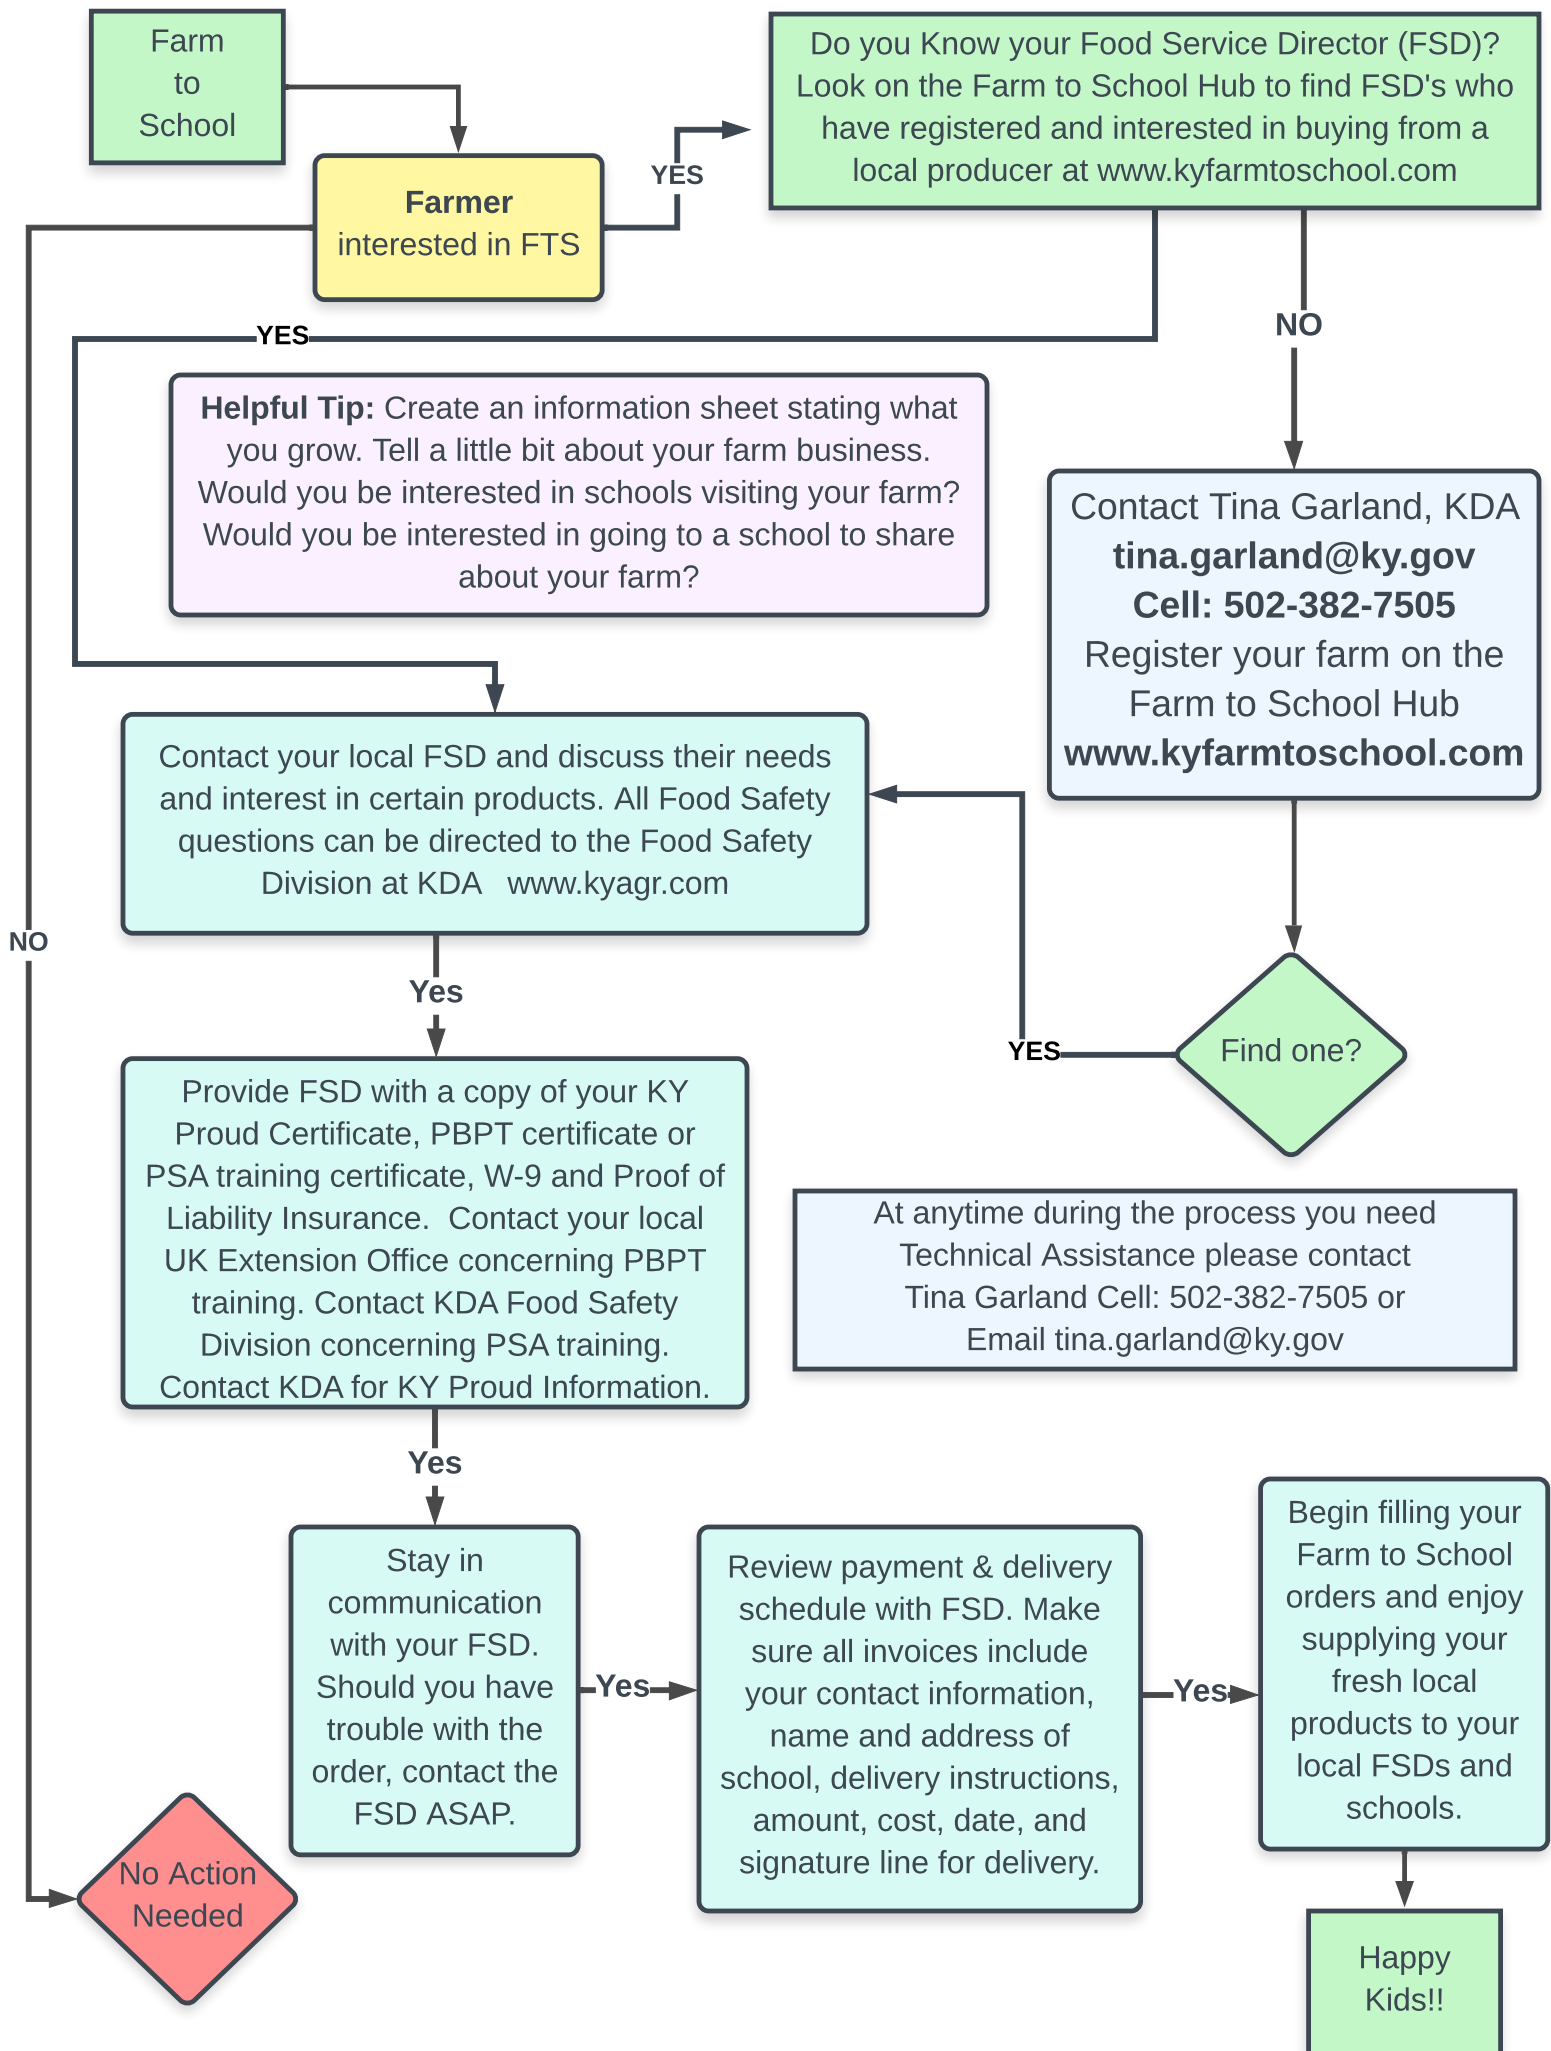 Farm
to
School
Do you Know your Food Service Director (FSD)?
Look on the Farm to School Hub to find FSD's who
have registered and interested in buying from a
local producer at www.kyfarmtoschool.com
YES
Farmer
interested in FTS
YES
NO
Helpful Tip: Create an information sheet stating what
you grow. Tell a little bit about your farm business.
Would you be interested in schools visiting your farm?
Would you be interested in going to a school to share
about your farm?
Contact Tina Garland, KDA
tina.garland@ky.gov
Cell: 502-382-7505
Register your farm on the
Farm to School Hub
www.kyfarmtoschool.com
Contact your local FSD and discuss their needs
and interest in certain products. All Food Safety
questions can be directed to the Food Safety
Division at KDA   www.kyagr.com
NO
Yes
YES
Find one?
Provide FSD with a copy of your KY
Proud Certificate, PBPT certificate or
PSA training certificate, W-9 and Proof of
Liability Insurance.  Contact your local
UK Extension Office concerning PBPT
training. Contact KDA Food Safety
Division concerning PSA training.
Contact KDA for KY Proud Information.
At anytime during the process you need
Technical Assistance please contact
Tina Garland Cell: 502-382-7505 or
Email tina.garland@ky.gov
Yes
Stay in
communication
with your FSD.
Should you have
trouble with the
order, contact the
FSD ASAP.
Yes
Review payment & delivery
schedule with FSD. Make
sure all invoices include
your contact information,
name and address of
school, delivery instructions,
amount, cost, date, and
signature line for delivery.
Yes
Begin filling your
Farm to School
orders and enjoy
supplying your
fresh local
products to your
local FSDs and
schools.
No Action
Needed
Happy
Kids!!